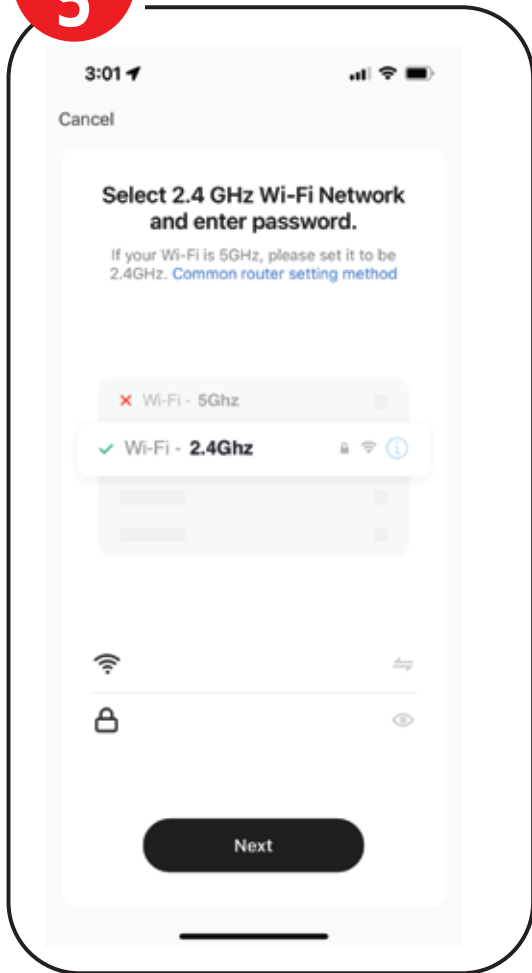 5
3:01
Cancel
Select 2.4 GHz Wi-Fi Network
and enter password.
If your Wi-Fi is 5GHz, please set it to be
2.4GHz. Common router setting method
Wi-Fi - 5Ghz
Wi-Fi - 2.4Ghz
Next